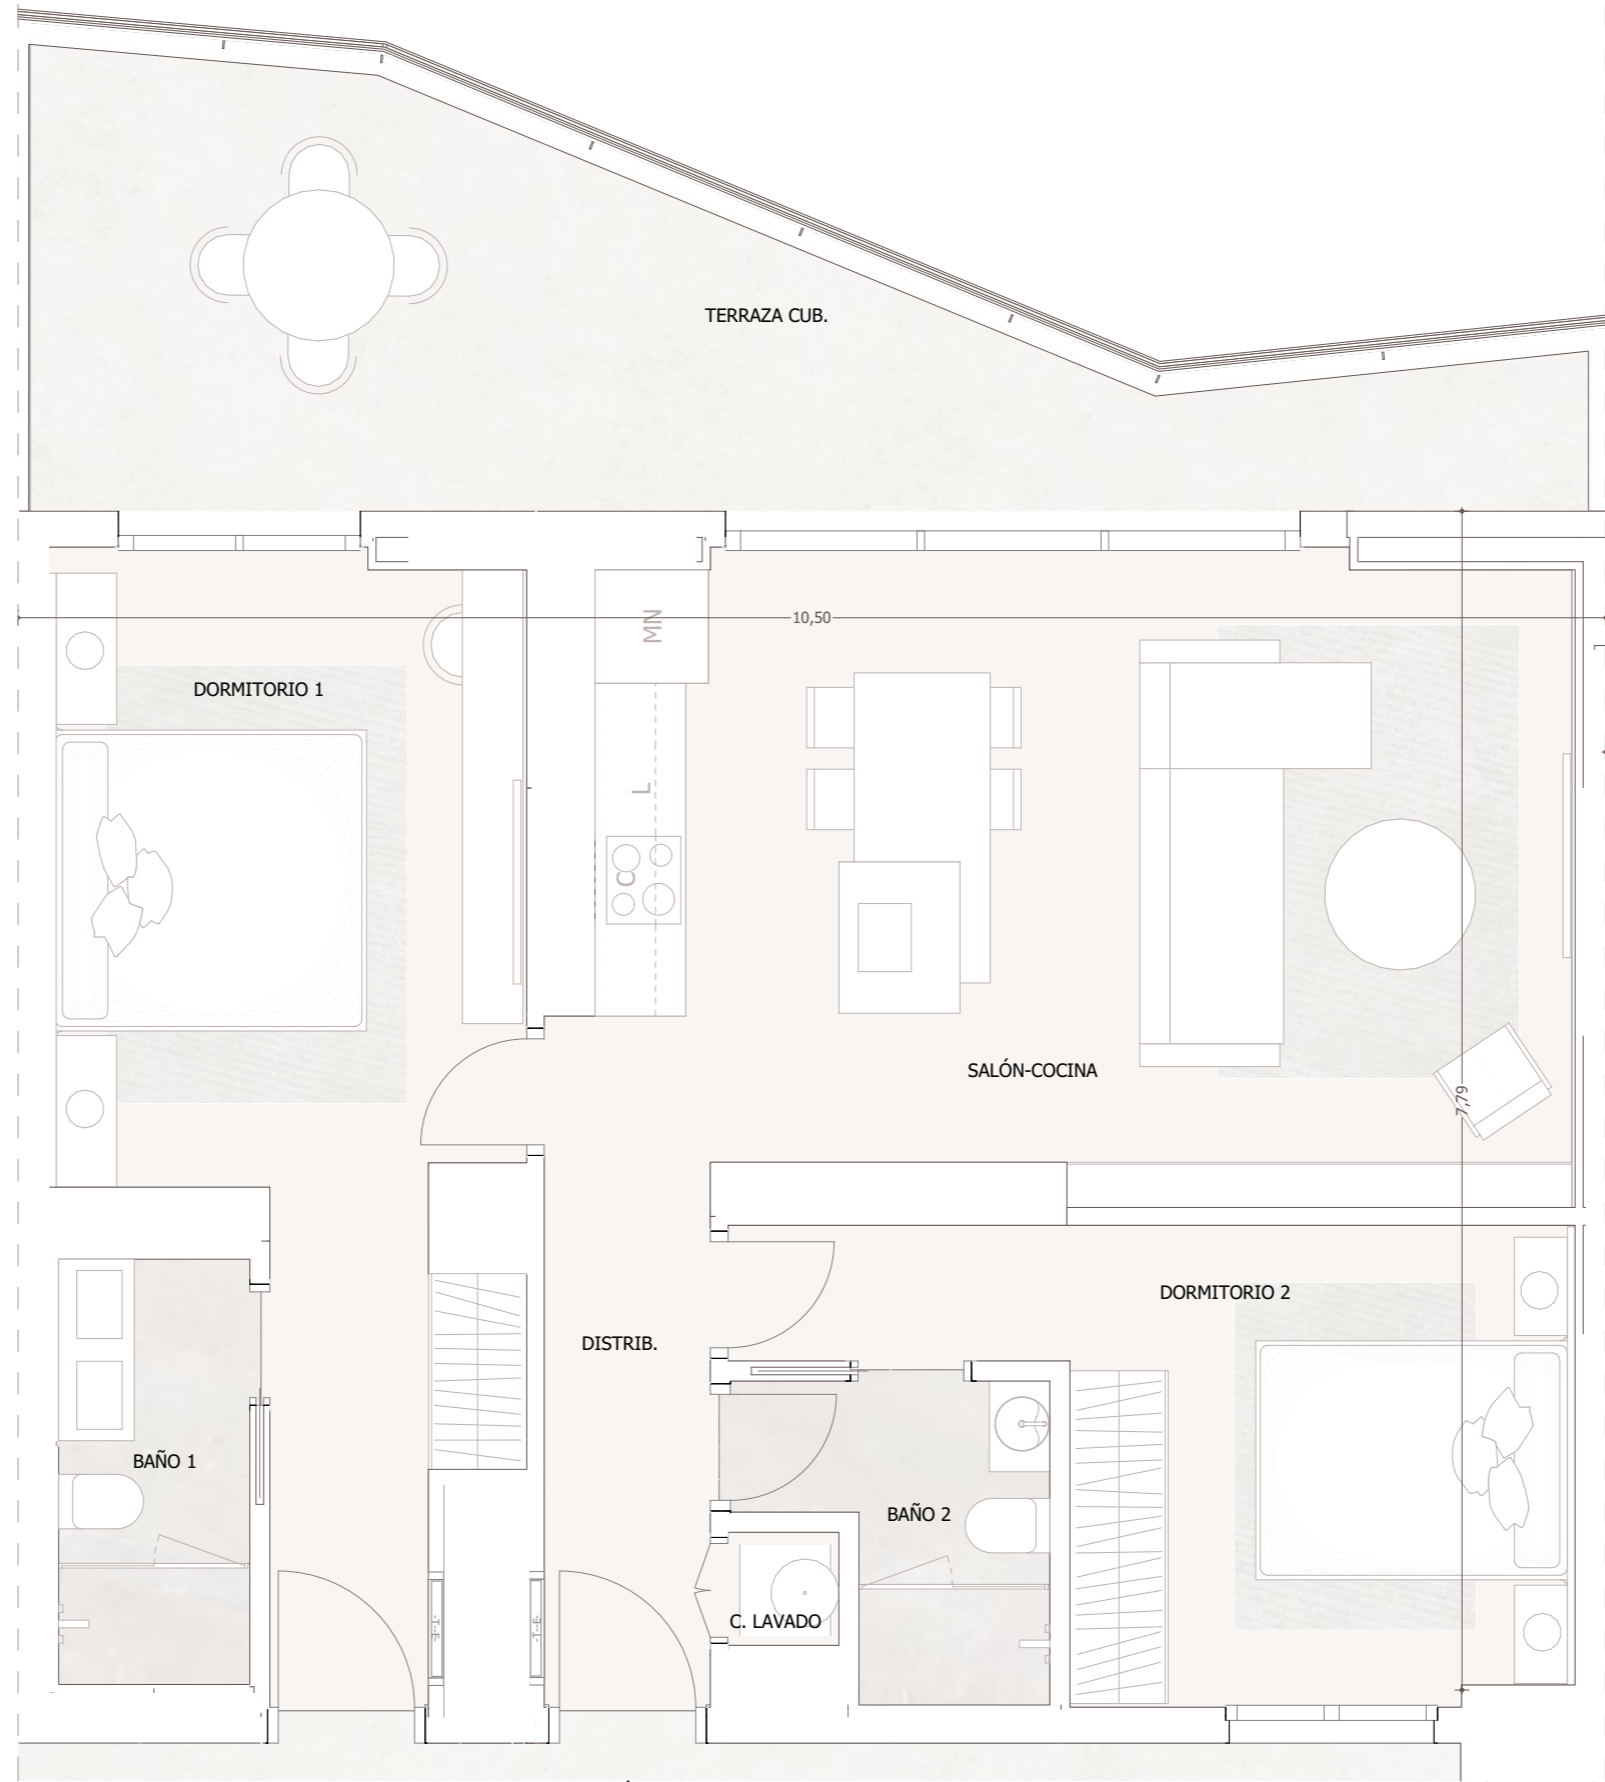 TERRAZA CUB.
10,50
MN
DORMITORIO 1
L
C
SALÓN-COCINA
7,79
DORMITORIO 2
DISTRIB.
BAÑO 1
BAÑO 2
C. LAVADO